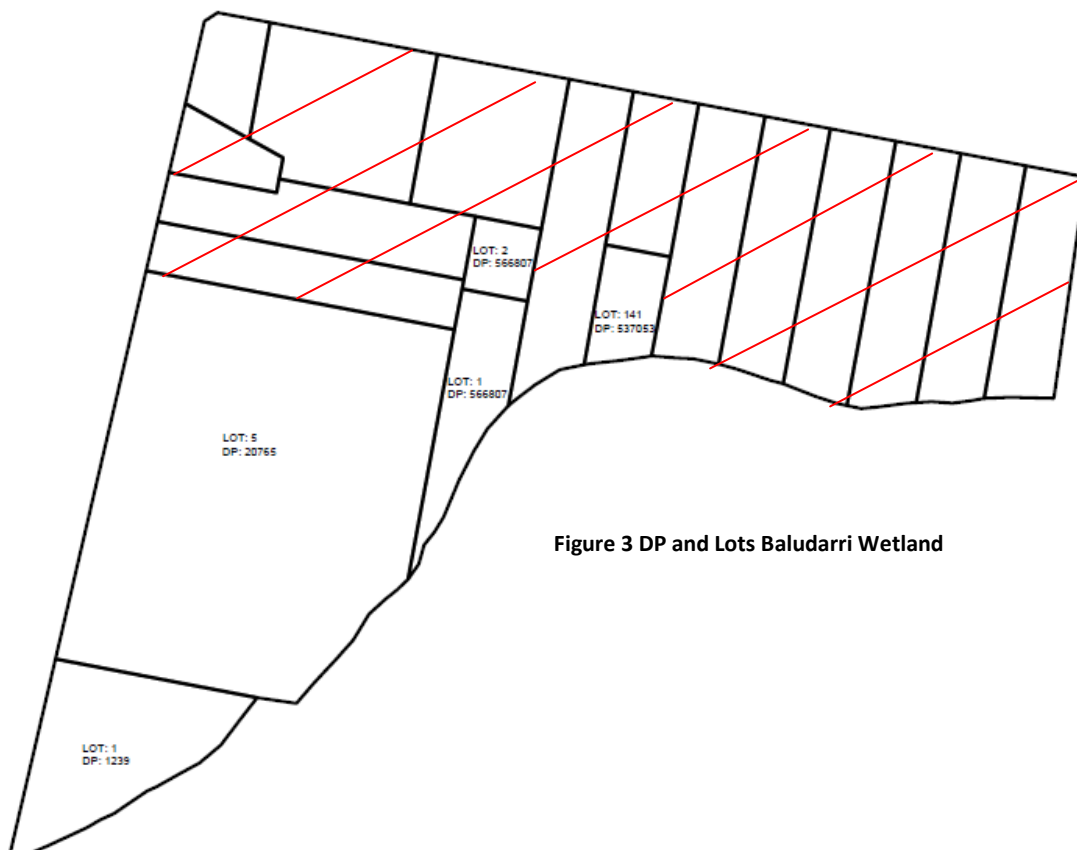 LOT: 2
DP: 566807
LOT: 141
DP: 537053
LOT: 1
DP: 566807
LOT: 5
DP: 20765
Figure 3 DP and Lots Baludarri Wetland
LOT: 1
DP: 1239